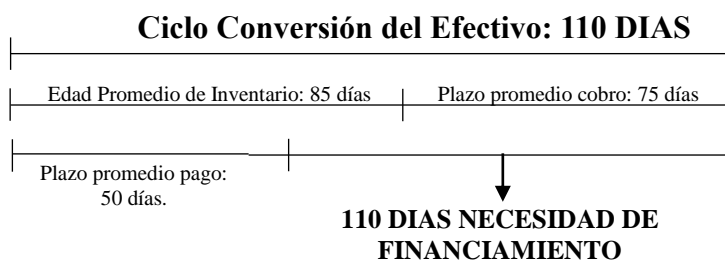 Ciclo Conversión del Efectivo: 110 DIAS
Edad Promedio de Inventario: 85 días
Plazo promedio cobro: 75 días
Plazo promedio pago:
50 días.
110 DIAS NECESIDAD DE
FINANCIAMIENTO